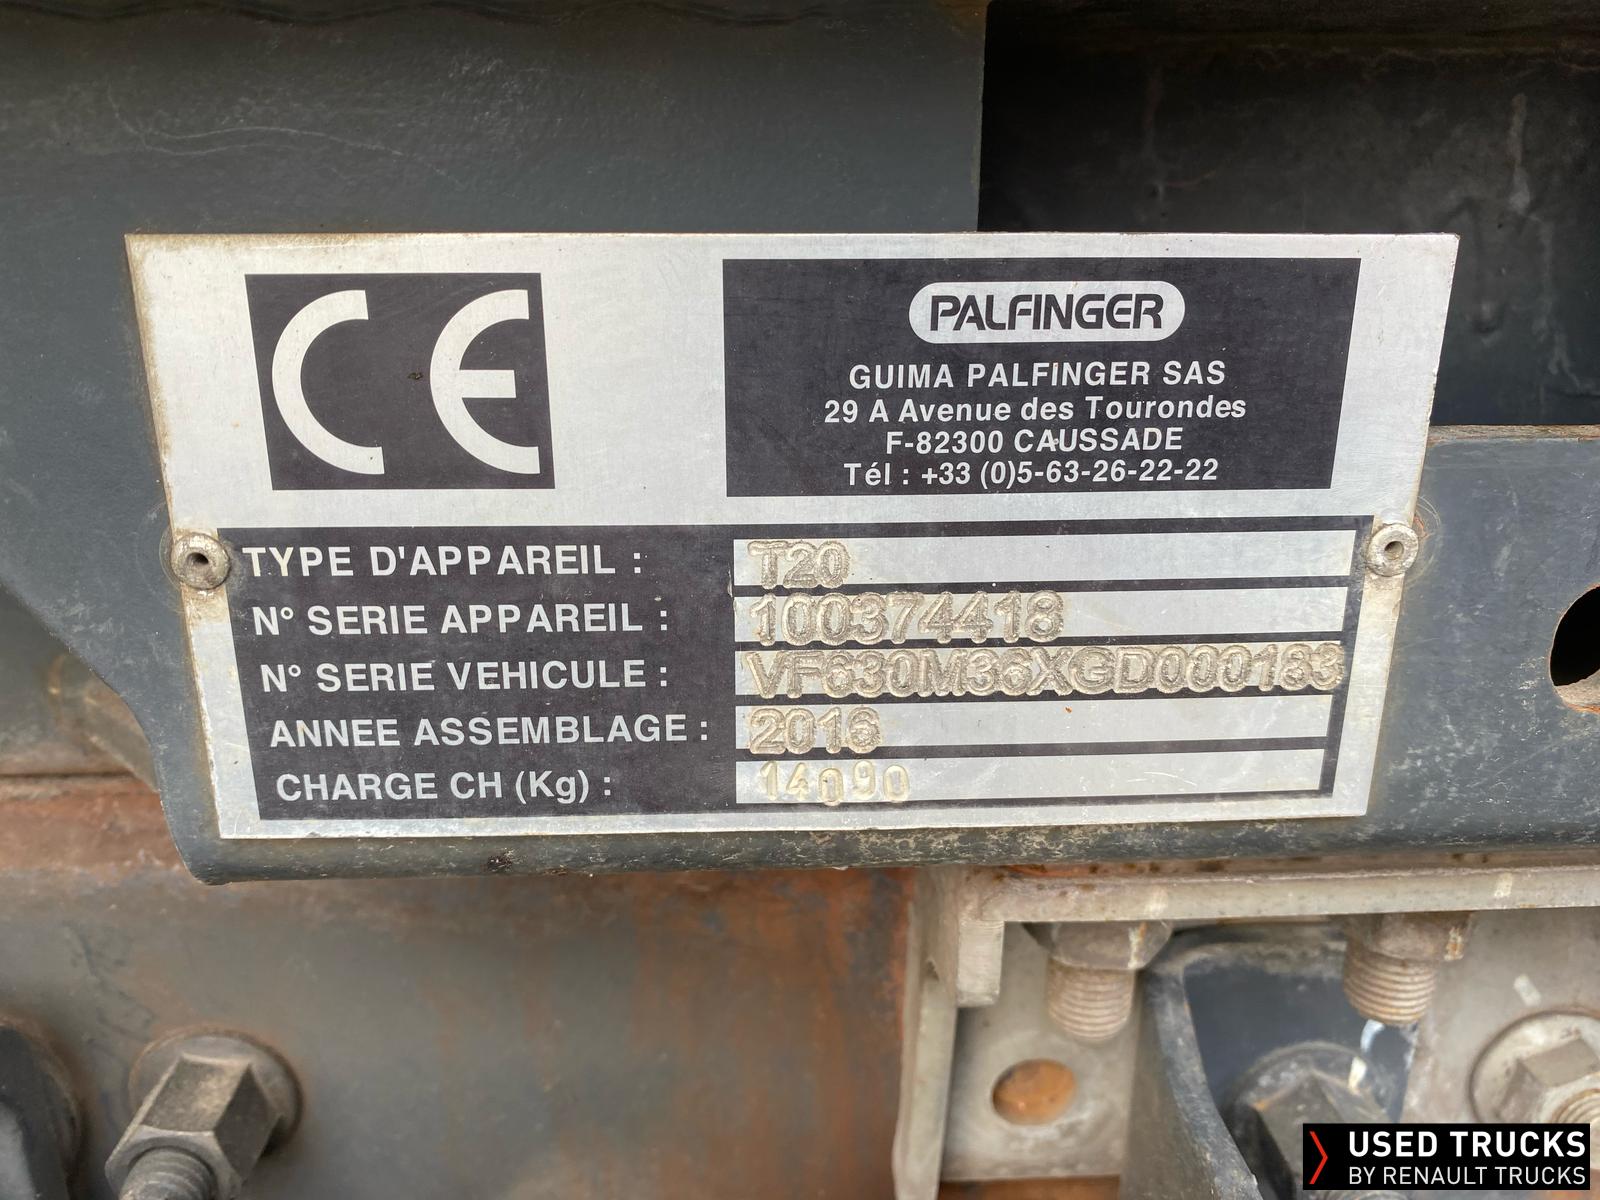 CE
PALFINGER
GUIMA PALFINGER SAS
29 A Avenue des Tourondes
F-82300 CAUSSADE
Tél : +33 (0)5-63-26-22-22
TYPE D'APPAREIL : T20
N° SERIE APPAREIL : 100374418
N° SERIE VEHICULE : VF630M36XGD000183
ANNEE ASSEMBLAGE : 2016
CHARGE CH (Kg) : 14090
USED TRUCKS
BY RENAULT TRUCKS